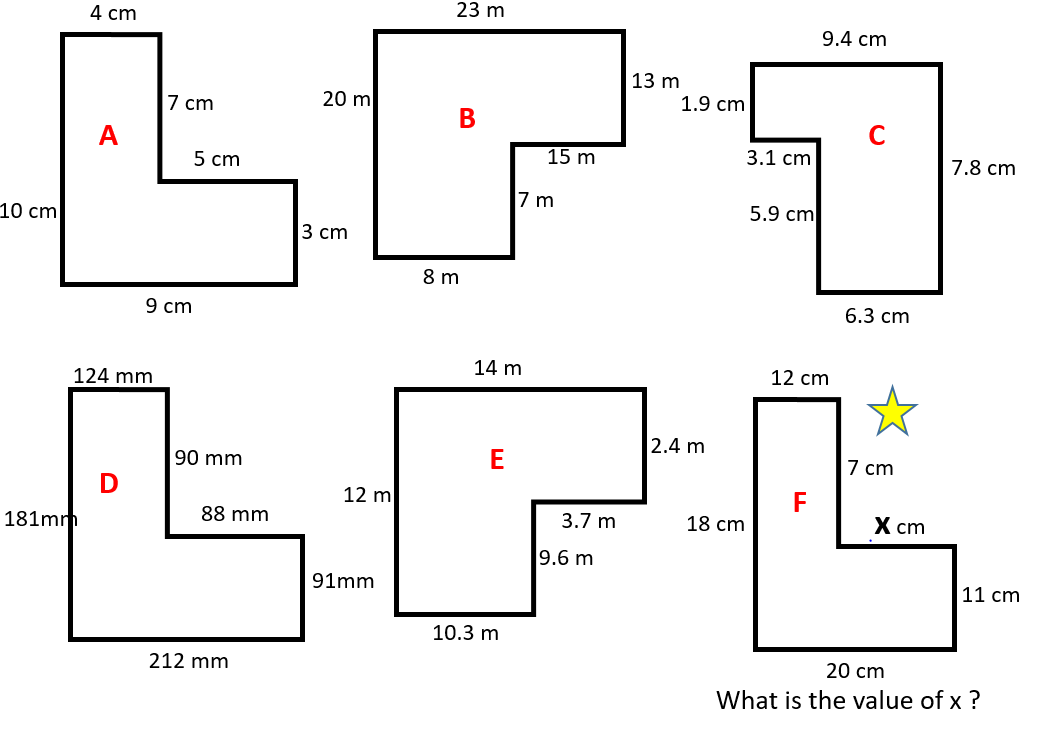 4 cm
7 cm
A
5 cm
10 cm
3 cm
9 cm
23 m
20 m
13 m
B
15 m
7 m
8 m
9.4 cm
1.9 cm
C
3.1 cm
7.8 cm
5.9 cm
6.3 cm
124 mm
90 mm
D
88 mm
181mm
91mm
212 mm
14 m
2.4 m
E
12 m
3.7 m
9.6 m
10.3 m
12 cm
7 cm
F
18 cm
x cm
11 cm
20 cm
What is the value of x ?